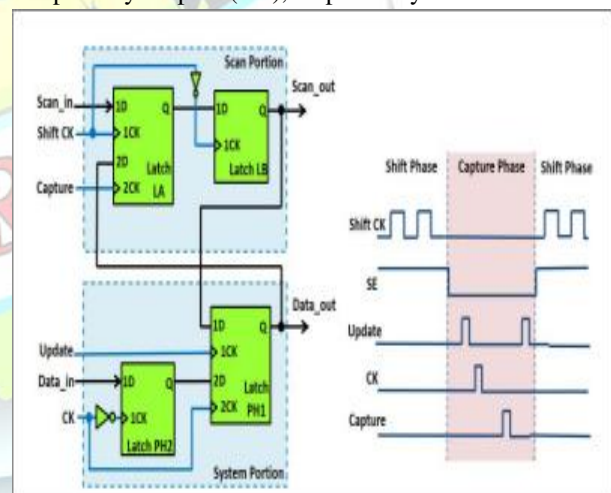 Scan Portion
Scan_in
1D
Q
1D
Q
Scan_out
Shift CK
1CK
2D
Latch
LA
1CK
Latch LB
Capture
2CK
Data_out
1D
Q
Update
1CK
Data_in
1D
Q
2D
Latch
PH1
CK
1CK
2CK
Latch PH2
System Portion
Shift Phase
Capture Phase
Shift Phase
Shift CK
SE
Update
CK
Capture